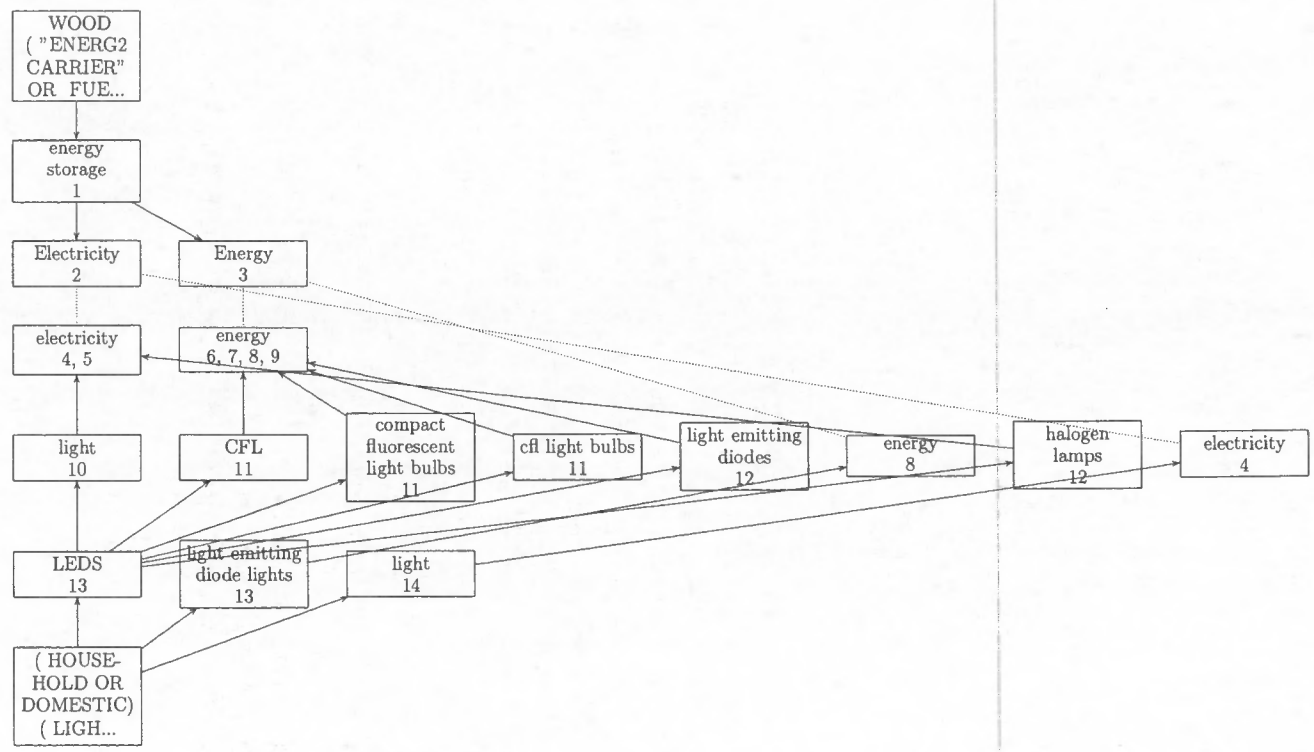 WOOD
( "ENERG2
CARRIER"
OR FUE...
energy
storage
1
Electricity
2
Energy
3
electricity
4, 5
energy
6, 7, 8, 9
light
10
CFL
11
compact
fluorescent
light bulbs
11
cfl light bulbs
11
light emitting
diodes
12
energy
8
halogen
lamps
12
electricity
4
LEDS
13
light emitting
diode lights
13
light
14
( HOUSE-
HOLD OR
DOMESTIC)
( LIGH...